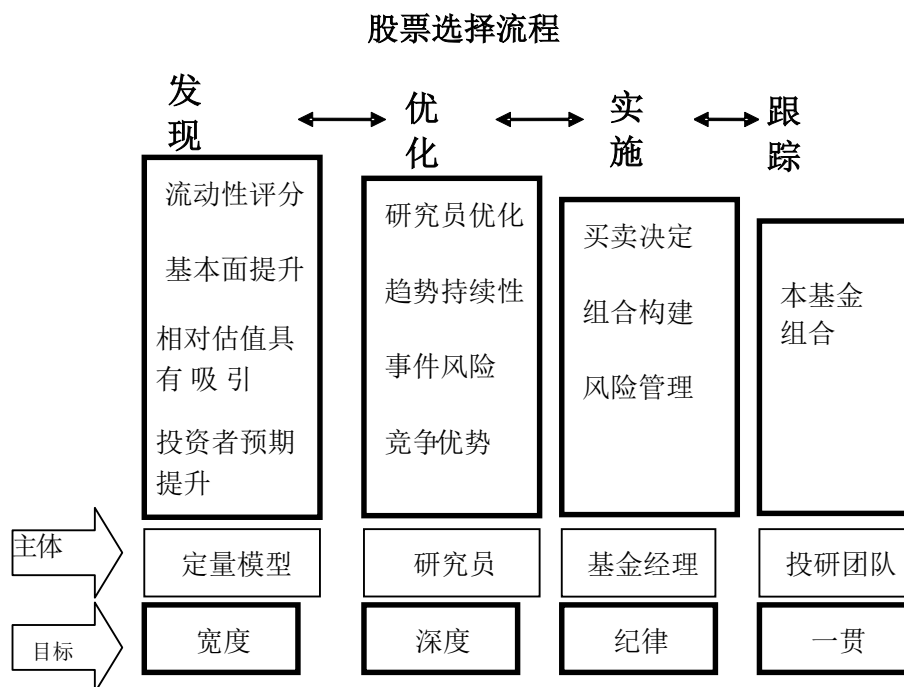 股票选择流程
发
现
优
化
实
施
跟
踪
流动性评分
基本面提升
相对估值具
有 吸 引
投资者预期
提升
研究员优化
趋势持续性
事件风险
竞争优势
买卖决定
组合构建
风险管理
本基金
组合
主体
定量模型
研究员
基金经理
投研团队
目标
宽度
深度
纪律
一贯